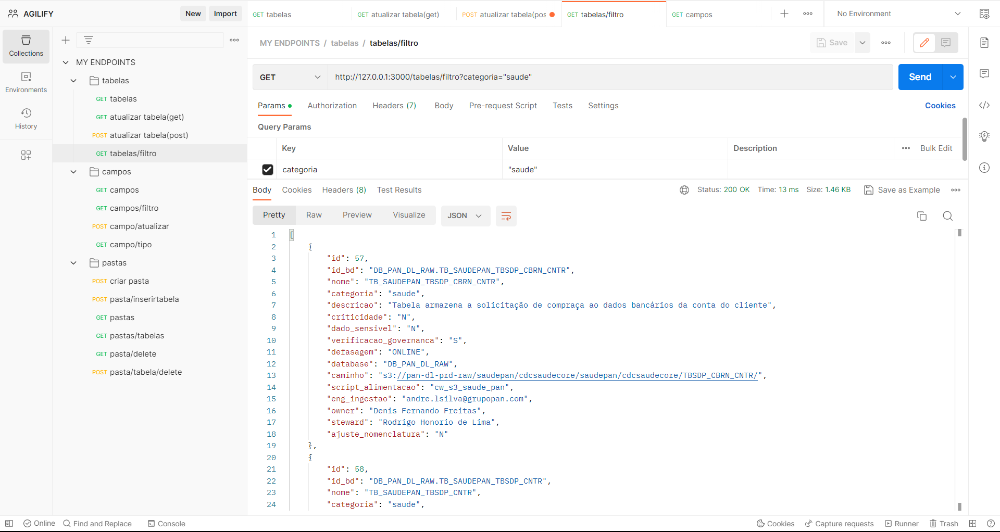 AGILIFY
New
Import
GET tabelas
GET atualizar tabela(get)
POST atualizar tabela(pos
GET tabelas/filtro
GET campos
No Environment
Collections
Environments
History
MY ENDPOINTS
tabelas
GET tabelas
GET atualizar tabela(get)
POST atualizar tabela(post)
GET tabelas/filtro
campos
GET campos
GET campos/filtro
POST campo/atualizar
GET campo/tipo
pastas
POST criar pasta
POST pasta/inserirtabela
GET pastas
GET pastas/tabelas
GET pasta/delete
POST pasta/tabela/delete
MY ENDPOINTS / tabelas / tabelas/filtro
Save
GET
http://127.0.0.1:3000/tabelas/filtro?categoria="saude"
Send
Params
Authorization
Headers (7)
Body
Pre-request Script
Tests
Settings
Cookies
Query Params
Key
Value
Description
Bulk Edit
categoria
"saude"
Body
Cookies
Headers (8)
Test Results
Status: 200 OK
Time: 13 ms
Size: 1.46 KB
Save as Example
Pretty
Raw
Preview
Visualize
JSON
1 [
2 {
3 "id": 57,
4 "id_bd": "DB_PAN_DL_RAW.TB_SAUDEPAN_TBSDP_CBRN_CNTR",
5 "nome": "TB_SAUDEPAN_TBSDP_CBRN_CNTR",
6 "categoria": "saude",
7 "descricao": "Tabela armazena a solicitação de compraça ao dados bancários da conta do cliente",
8 "criticidade": "N",
9 "dado_sensivel": "N",
10 "verificacao_governanca": "S",
11 "defasagem": "ONLINE",
12 "database": "DB_PAN_DL_RAW",
13 "caminho": "s3://pan-dl-prd-raw/saudepan/cdcsaudecore/saudepan/cdcsaudecore/TBSDP_CBRN_CNTR/",
14 "script_alimentacao": "cw_s3_saude_pan",
15 "eng_ingestao": "andre.lsilva@grupopan.com",
16 "owner": "Denis Fernando Freitas",
17 "steward": "Rodrigo Honorio de Lima",
18 "ajuste_nomenclatura": "N"
19 },
20 {
21 "id": 58,
22 "id_bd": "DB_PAN_DL_RAW.TB_SAUDEPAN_TBSDP_CNTR",
23 "nome": "TB_SAUDEPAN_TBSDP_CNTR",
24 "categoria": "saude",
Online
Find and Replace
Console
Cookies
Capture requests
Runner
Trash